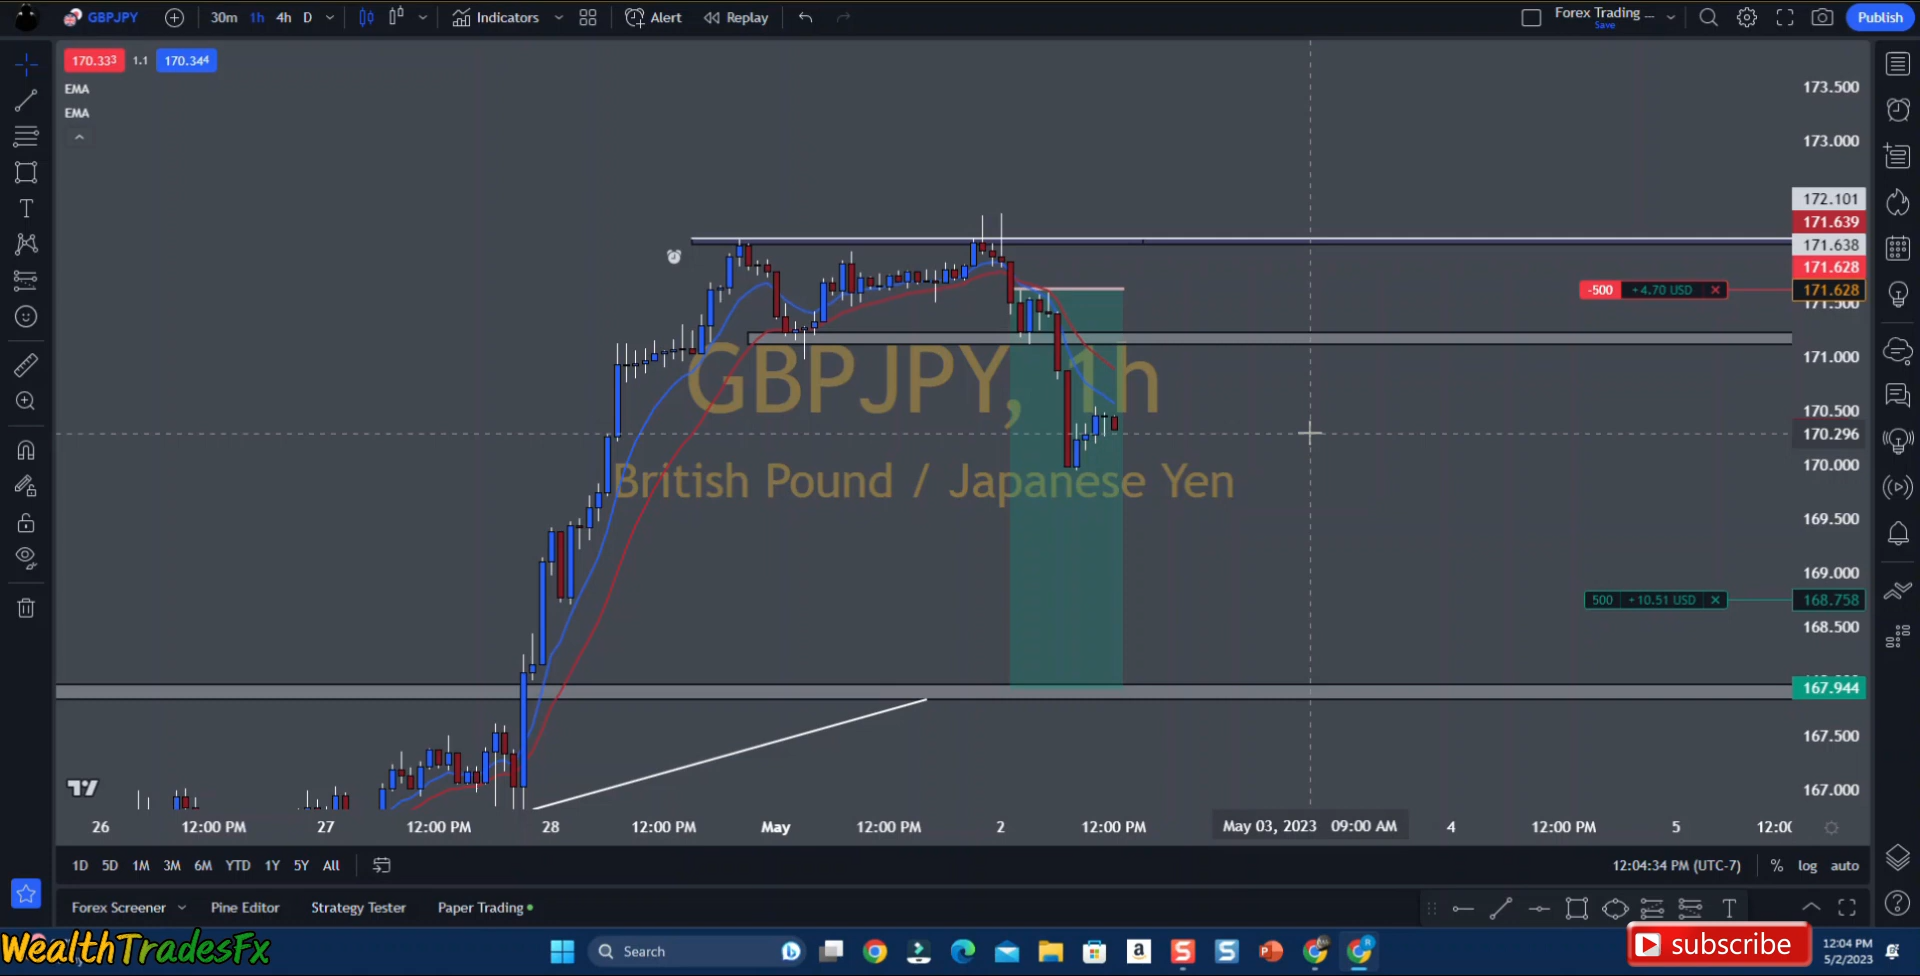 GBPJPY 30m 1h 4h D Indicators Alert Replay Forex Trading ... Save Publish
170.333 1.1 170.344
EMA
EMA
173.500
173.000
172.101
171.639
171.638
171.628
-500 +4.70 USD × 171.628
171.500
GBPJPY, 1h
171.000
170.500
170.296
British Pound / Japanese Yen
170.000
169.500
169.000
500 +10.51 USD × 168.758
168.500
167.944
167.500
167.000
26 12:00 PM 27 12:00 PM 28 12:00 PM May 12:00 PM 2 12:00 PM May 03, 2023 09:00 AM 4 12:00 PM 5 12:0
1D 5D 1M 3M 6M YTD 1Y 5Y All 12:04:34 PM (UTC-7) % log auto
Forex Screener Pine Editor Strategy Tester Paper Trading T
WealthTradesFx Search subscribe 12:04 PM
5/2/2023